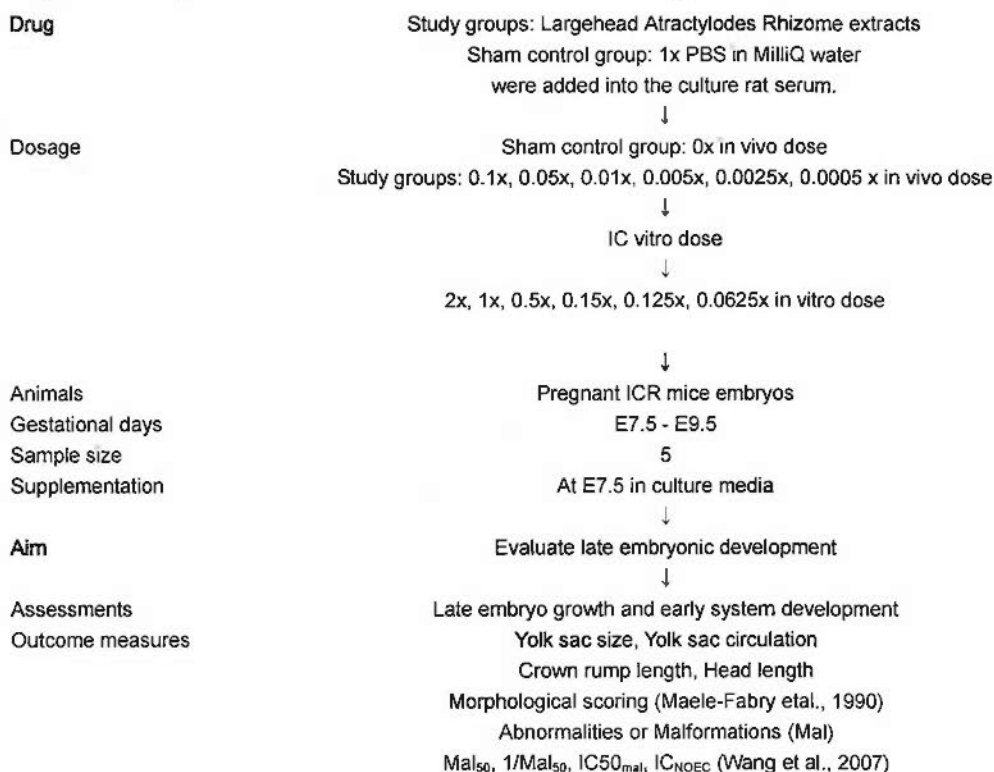 Drug Study groups: Largehead Atractylodes Rhizome extracts
Sham control group: 1x PBS in MilliQ water
were added into the culture rat serum.
↓
Dosage Sham control group: 0x in vivo dose
Study groups: 0.1x, 0.05x, 0.01x, 0.005x, 0.0025x, 0.0005 x in vivo dose
↓
IC vitro dose
↓
2x, 1x, 0.5x, 0.15x, 0.125x, 0.0625x in vitro dose
↓
Animals Pregnant ICR mice embryos
Gestational days E7.5 - E9.5
Sample size 5
Supplementation At E7.5 in culture media
↓
Aim Evaluate late embryonic development
↓
Assessments Late embryo growth and early system development
Outcome measures Yolk sac size, Yolk sac circulation
Crown rump length, Head length
Morphological scoring (Maele-Fabry etal., 1990)
Abnormalities or Malformations (Mal)
Mal₅₀, 1/Mal₅₀, IC50ₘₐₗ, IC_NOEC (Wang et al., 2007)